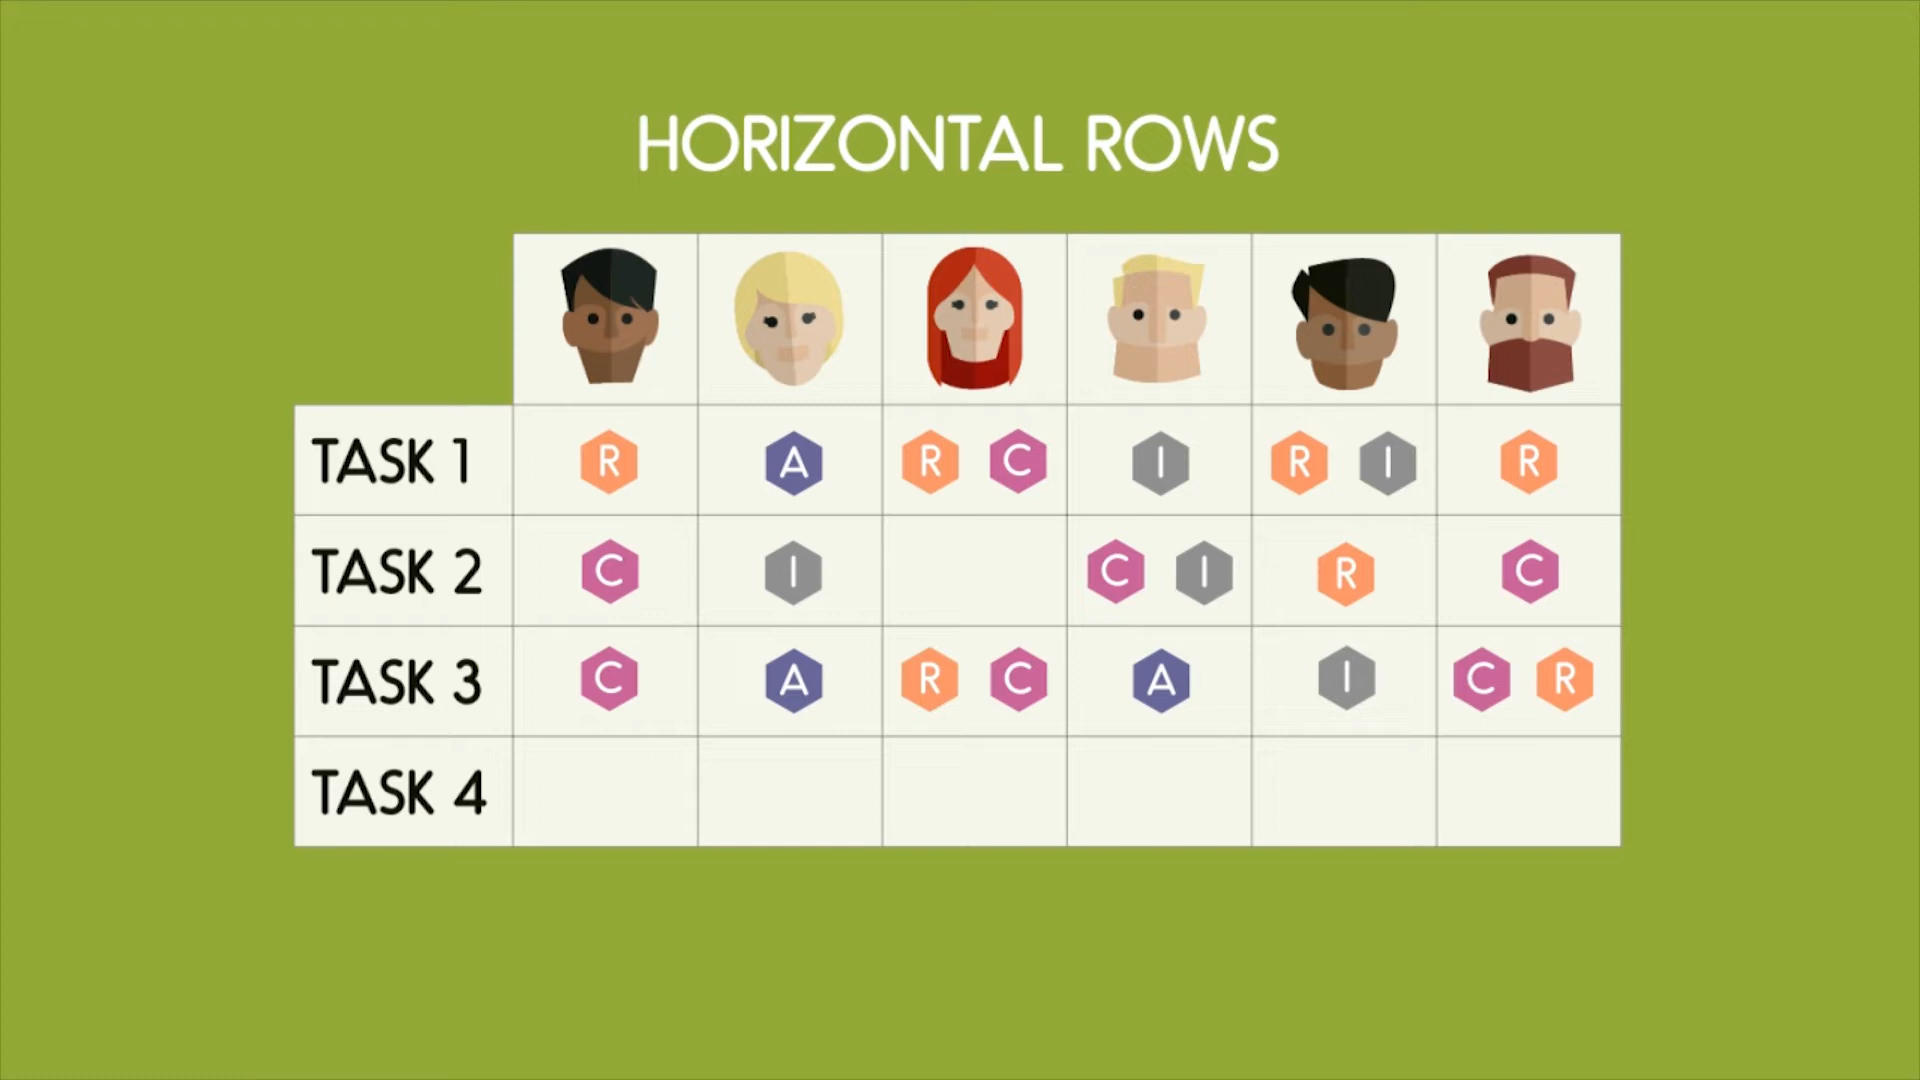 HORIZONTAL ROWS
TASK 1 R A R C I R I R
TASK 2 C I C I R C
TASK 3 C A R C A I C R
TASK 4